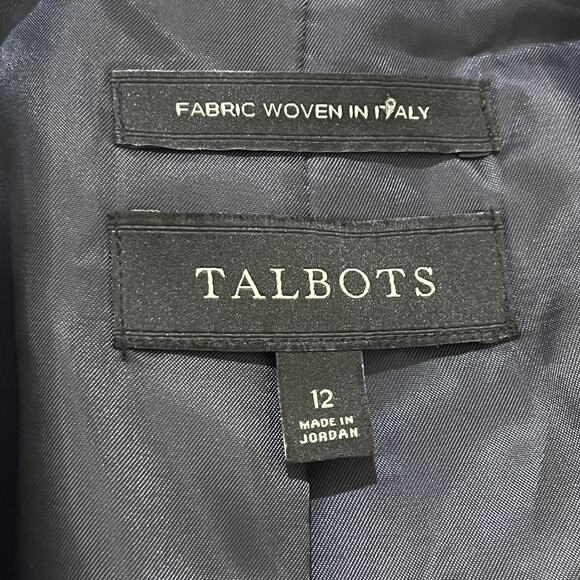 FABRIC WOVEN IN ITALY
TALBOTS
12
MADE IN
JORDAN